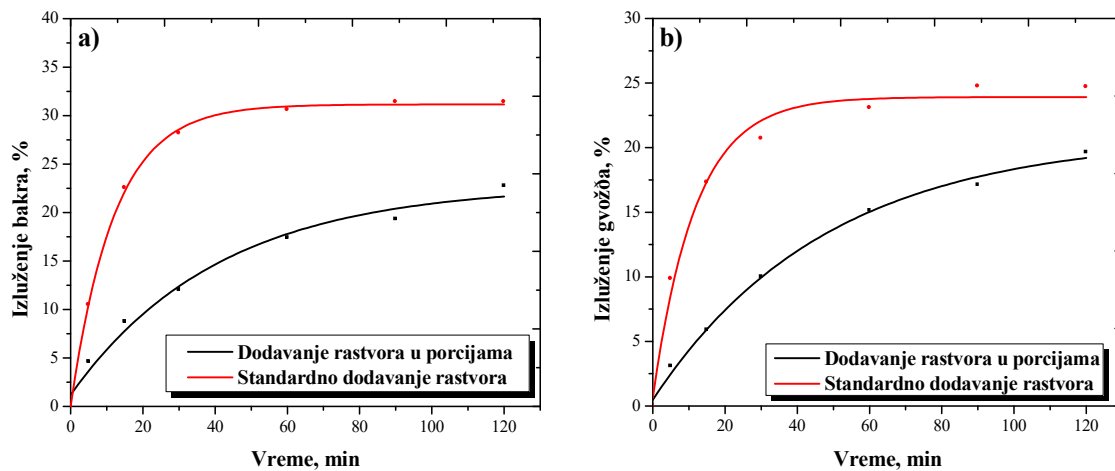 a)
40
35
30
25
20
15
10
5
0
Izluženje bakra, %
Dodavanje rastvora u porcijama
Standardno dodavanje rastvora
0 20 40 60 80 100 120
Vreme, min
b)
30
25
20
15
10
5
0
Izluženje gvožða, %
Dodavanje rastvora u porcijama
Standardno dodavanje rastvora
0 20 40 60 80 100 120
Vreme, min